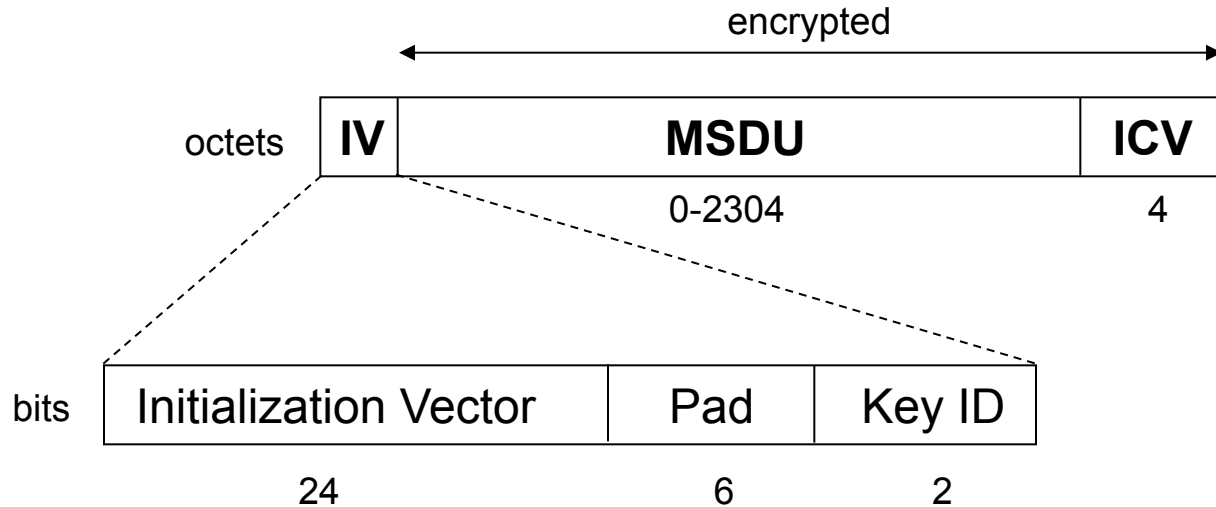 encrypted
octets IV MSDU ICV
0-2304 4
bits Initialization Vector Pad Key ID
24 6 2